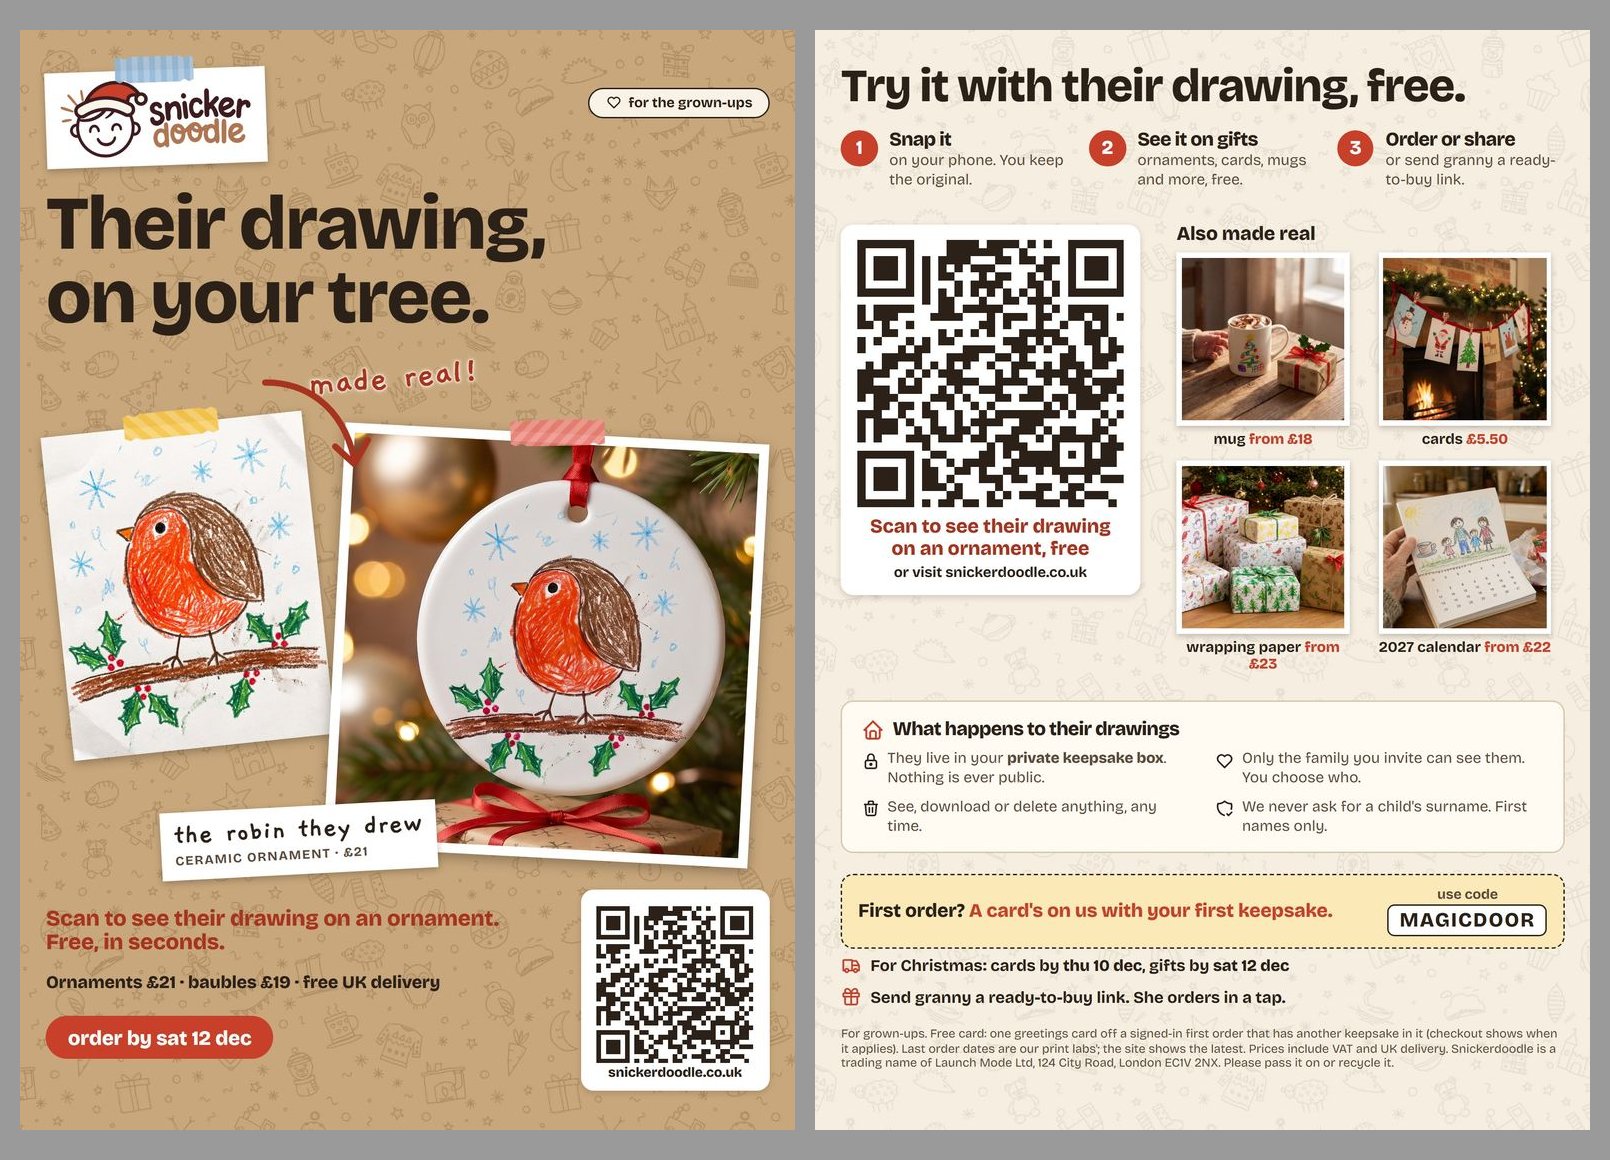 snicker
doodle
for the grown-ups
Their drawing,
on your tree.
made real!
the robin they drew
CERAMIC ORNAMENT · £21
Scan to see their drawing on an ornament.
Free, in seconds.
Ornaments £21 · baubles £19 · free UK delivery
order by sat 12 dec
snickerdoodle.co.uk
Try it with their drawing, free.
1
Snap it
on your phone. You keep
the original.
2
See it on gifts
ornaments, cards, mugs
and more, free.
3
Order or share
or send granny a ready-
to-buy link.
Scan to see their drawing
on an ornament, free
or visit snickerdoodle.co.uk
Also made real
mug from £18
cards £5.50
wrapping paper from
£23
2027 calendar from £22
What happens to their drawings
They live in your private keepsake box.
Nothing is ever public.
Only the family you invite can see them.
You choose who.
See, download or delete anything, any
time.
We never ask for a child's surname. First
names only.
First order? A card's on us with your first keepsake.
use code
MAGICDOOR
For Christmas: cards by thu 10 dec, gifts by sat 12 dec
Send granny a ready-to-buy link. She orders in a tap.
For grown-ups. Free card: one greetings card off a signed-in first order that has another keepsake in it (checkout shows when
it applies). Last order dates are our print labs'; the site shows the latest. Prices include VAT and UK delivery. Snickerdoodle is a
trading name of Launch Mode Ltd, 124 City Road, London EC1V 2NX. Please pass it on or recycle it.